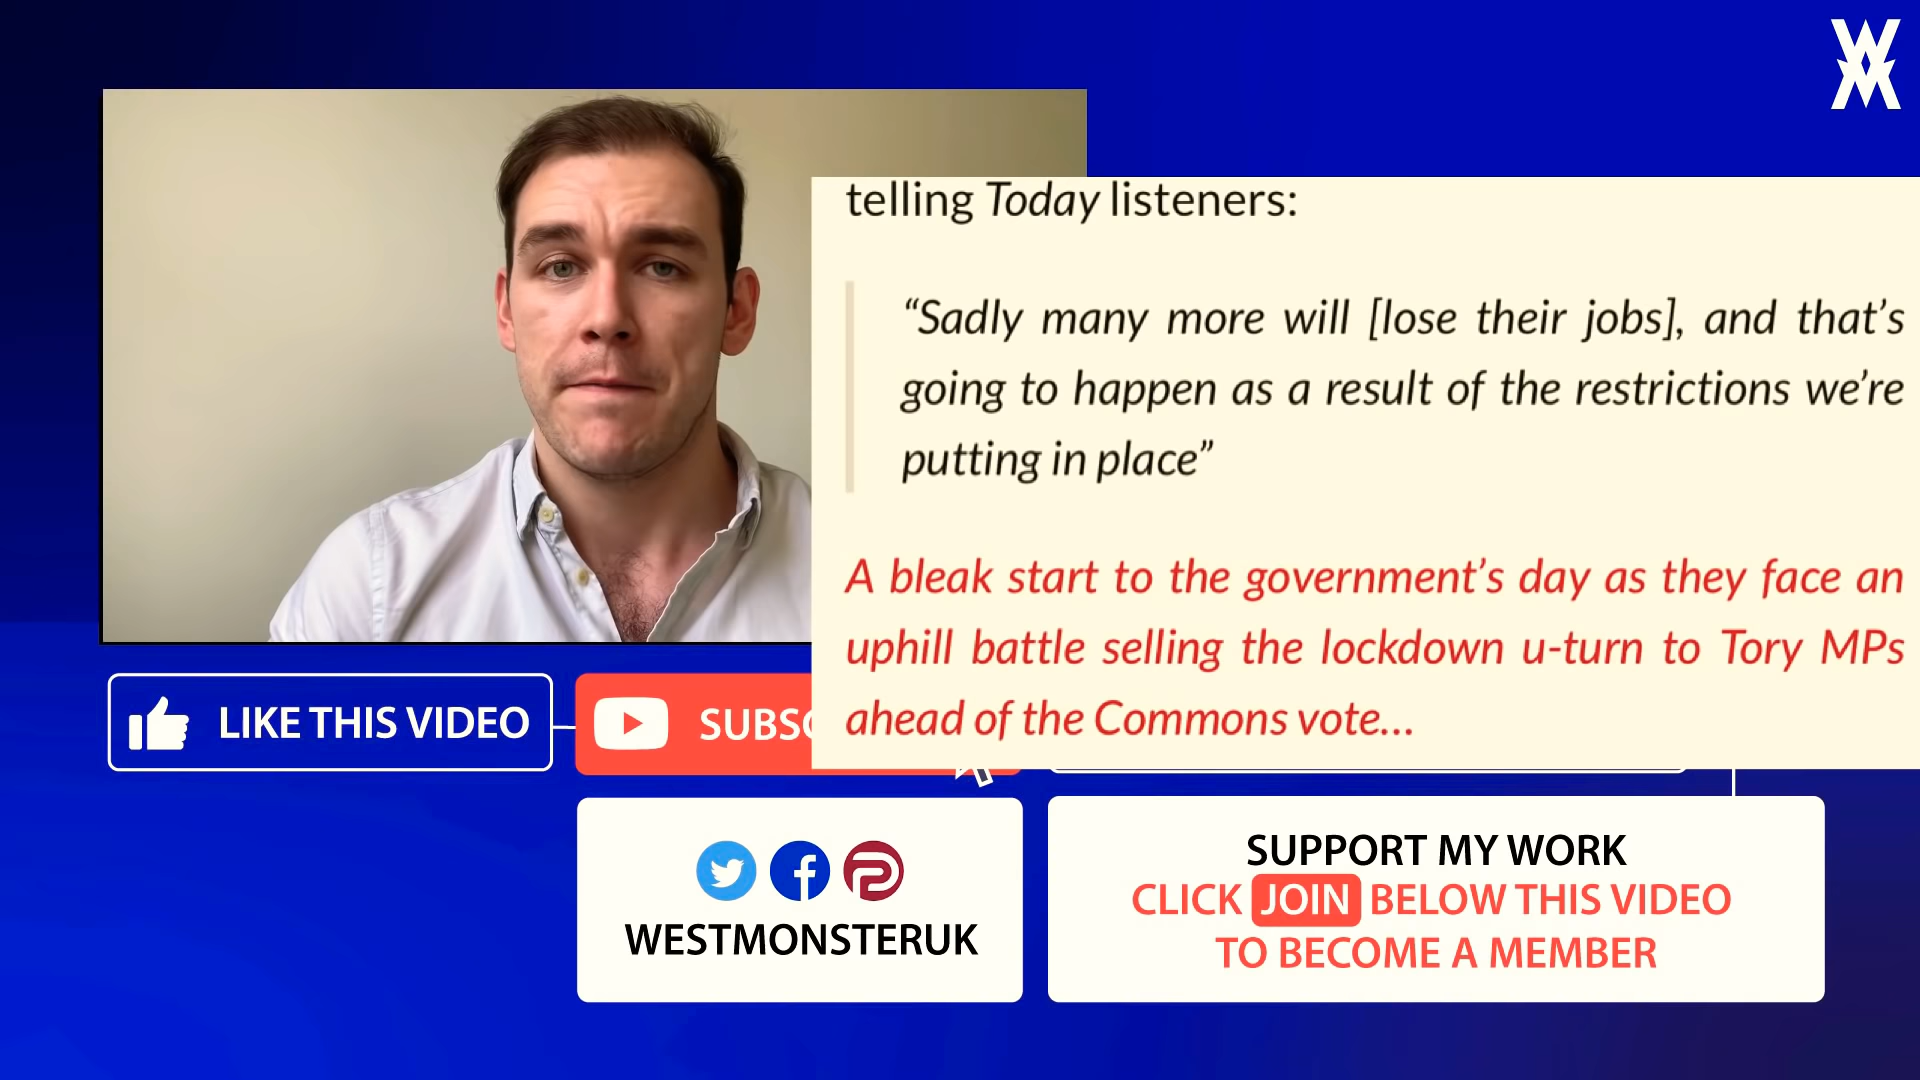 telling Today listeners:
“Sadly many more will [lose their jobs], and that’s
going to happen as a result of the restrictions we’re
putting in place”
A bleak start to the government’s day as they face an
uphill battle selling the lockdown u-turn to Tory MPs
ahead of the Commons vote...
LIKE THIS VIDEO
WESTMONSTERUK
SUPPORT MY WORK
CLICK JOIN BELOW THIS VIDEO
TO BECOME A MEMBER